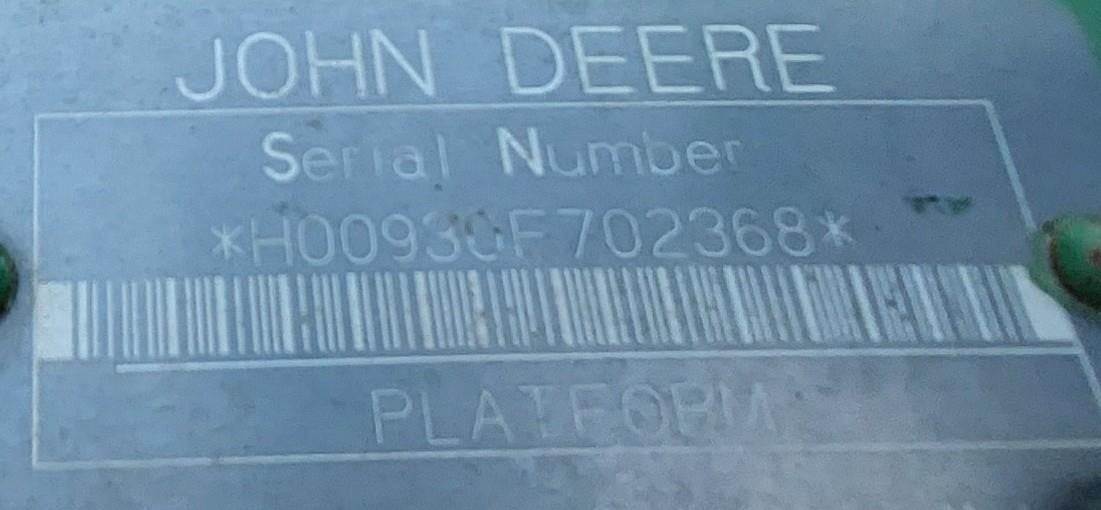 JOHN DEERE
Serial Number
*H00930F702368*
PLATFORM